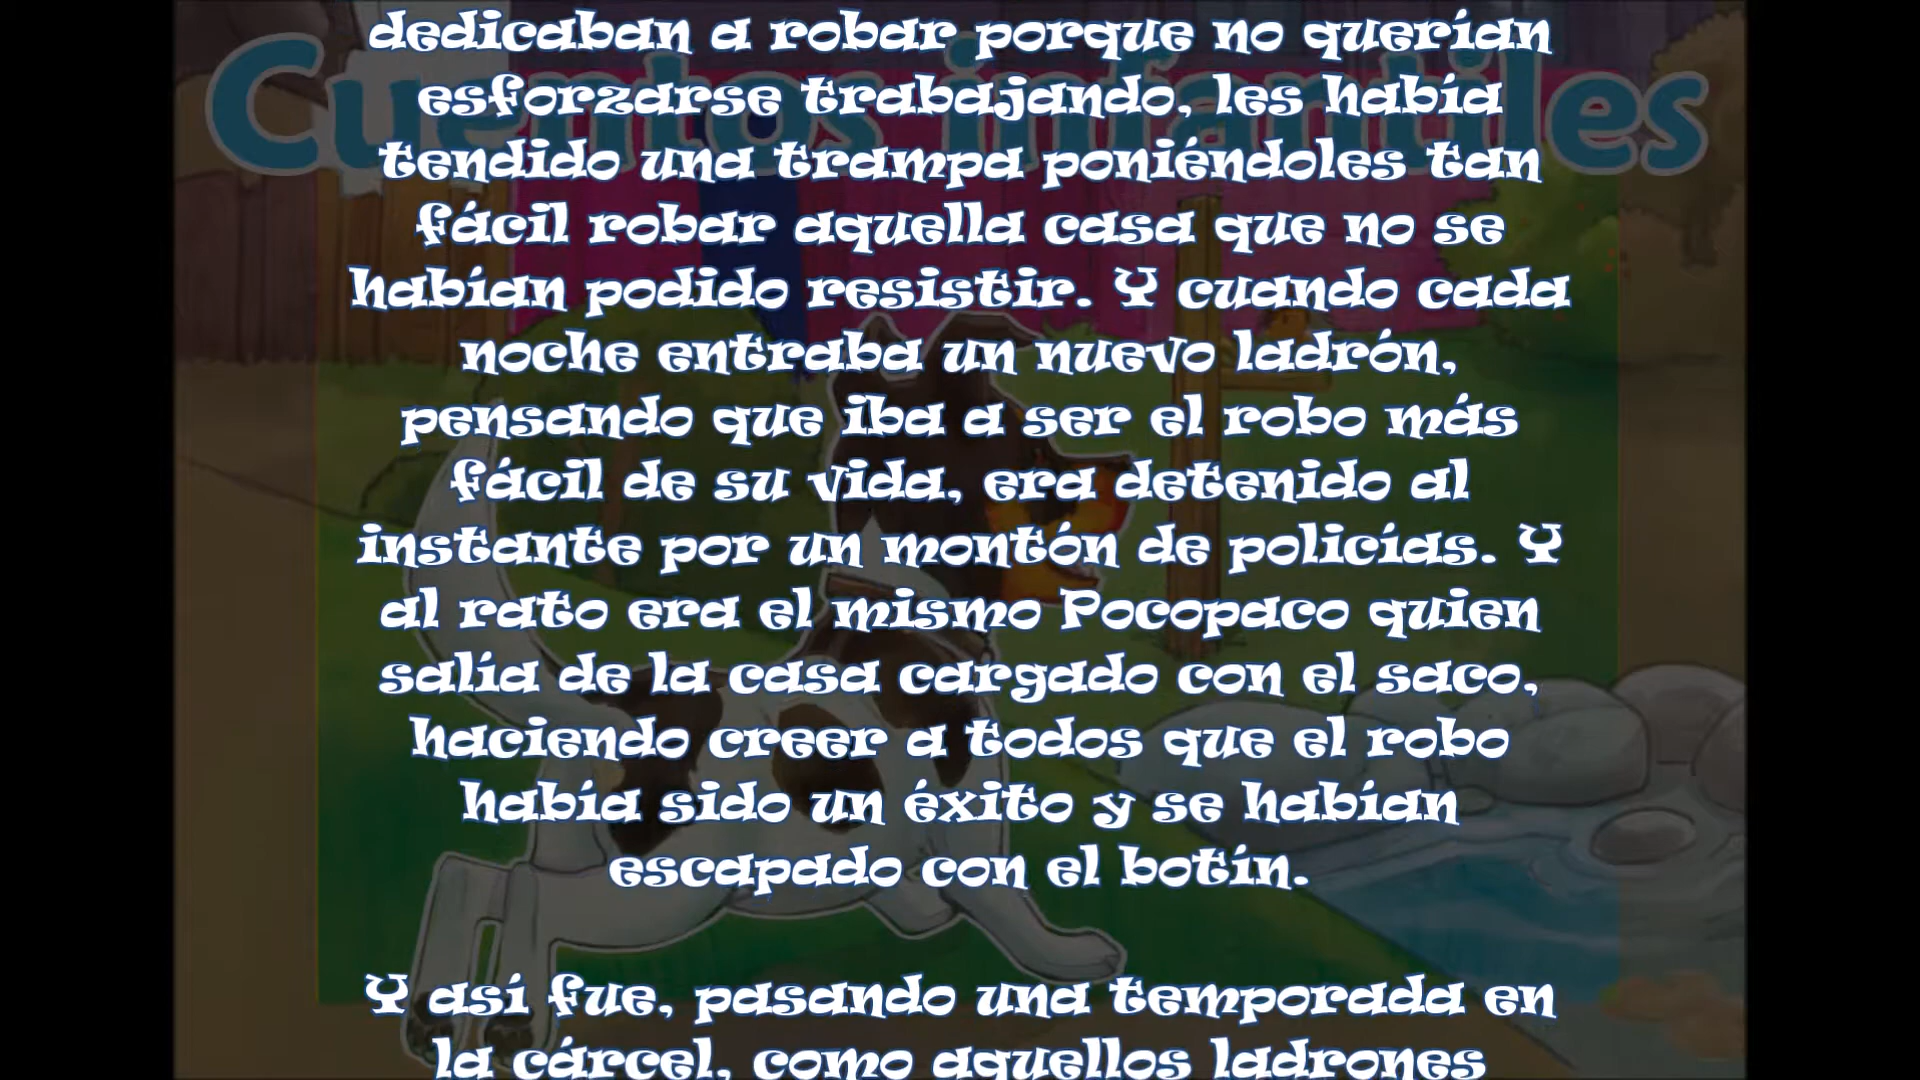 Cuentos infantiles
dedicaban a robar porque no querían
esforzarse trabajando, les había
tendido una trampa poniéndoles tan
fácil robar aquella casa que no se
habían podido resistir. Y cuando cada
noche entraba un nuevo ladrón,
pensando que iba a ser el robo más
fácil de su vida, era detenido al
instante por un montón de policías. Y
al rato era el mismo Pocopaco quien
salía de la casa cargado con el saco,
haciendo creer a todos que el robo
había sido un éxito y se habían
escapado con el botín.
Y así fue, pasando una temporada en
la cárcel, como aquellos ladrones